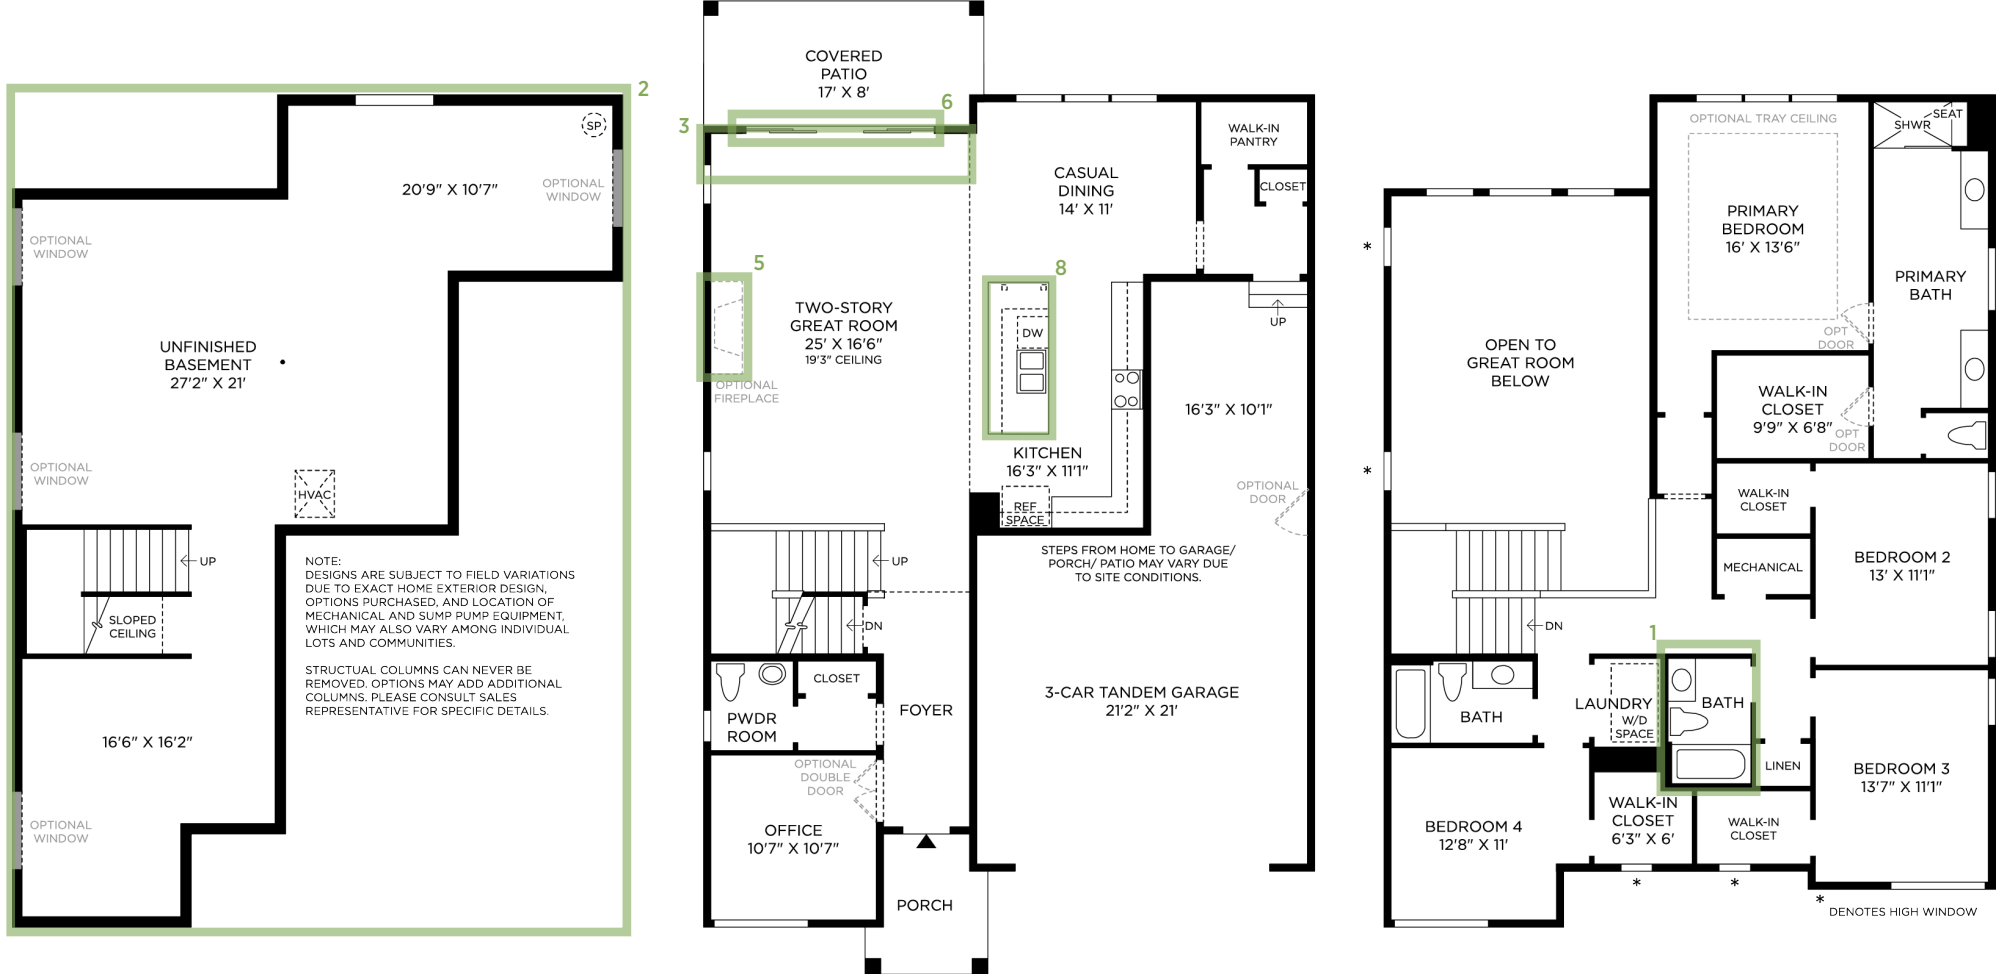 2
SP
20'9" X 10'7"
OPTIONAL
WINDOW
OPTIONAL
WINDOW
UNFINISHED
BASEMENT
27'2" X 21'
OPTIONAL
WINDOW
HVAC
UP
SLOPED
CEILING
NOTE:
DESIGNS ARE SUBJECT TO FIELD VARIATIONS
DUE TO EXACT HOME EXTERIOR DESIGN,
OPTIONS PURCHASED, AND LOCATION OF
MECHANICAL AND SUMP PUMP EQUIPMENT,
WHICH MAY ALSO VARY AMONG INDIVIDUAL
LOTS AND COMMUNITIES.
STRUCTUAL COLUMNS CAN NEVER BE
REMOVED. OPTIONS MAY ADD ADDITIONAL
COLUMNS. PLEASE CONSULT SALES
REPRESENTATIVE FOR SPECIFIC DETAILS.
16'6" X 16'2"
OPTIONAL
WINDOW
COVERED
PATIO
17' X 8'
6
3
WALK-IN
PANTRY
CASUAL
DINING
14' X 11'
CLOSET
5
8
TWO-STORY
GREAT ROOM
25' X 16'6"
19'3" CEILING
DW
UP
OPTIONAL
FIREPLACE
16'3" X 10'1"
KITCHEN
16'3" X 11'1"
OPTIONAL
DOOR
REF
SPACE
STEPS FROM HOME TO GARAGE/
PORCH/ PATIO MAY VARY DUE
TO SITE CONDITIONS.
UP
DN
CLOSET
3-CAR TANDEM GARAGE
21'2" X 21'
PWDR
ROOM
FOYER
OPTIONAL
DOUBLE
DOOR
OFFICE
10'7" X 10'7"
PORCH
OPTIONAL TRAY CEILING
SHWR
SEAT
PRIMARY
BEDROOM
16' X 13'6"
*
PRIMARY
BATH
OPT
DOOR
OPEN TO
GREAT ROOM
BELOW
WALK-IN
CLOSET
9'9" X 6'8"
OPT
DOOR
*
WALK-IN
CLOSET
BEDROOM 2
13' X 11'1"
MECHANICAL
DN
1
BATH
LAUNDRY
W/D
SPACE
BATH
LINEN
BEDROOM 3
13'7" X 11'1"
WALK-IN
CLOSET
6'3" X 6'
WALK-IN
CLOSET
BEDROOM 4
12'8" X 11'
*
*
*
DENOTES HIGH WINDOW